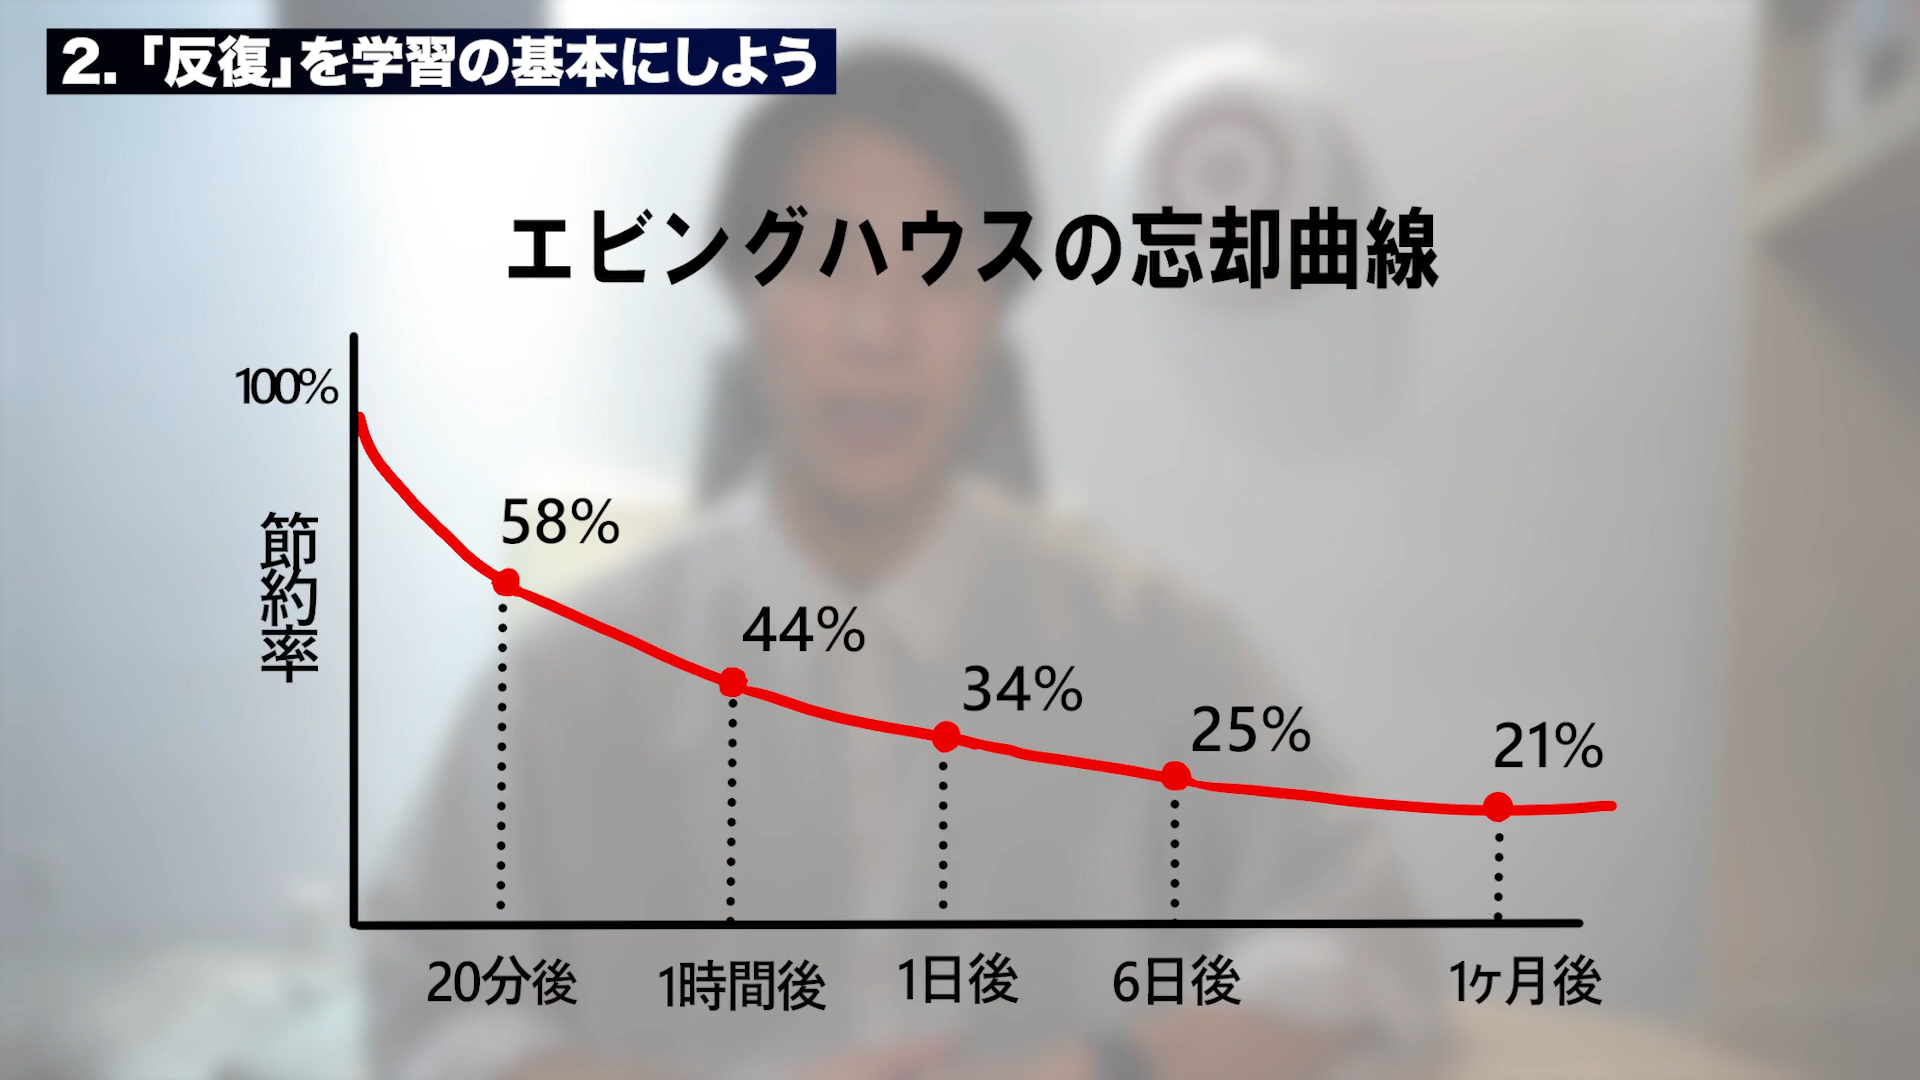 2.「反復」を学習の基本にしよう
エビングハウスの忘却曲線
100%
節約率
58%
44%
34%
25%
21%
20分後
1時間後
1日後
6日後
1ヶ月後